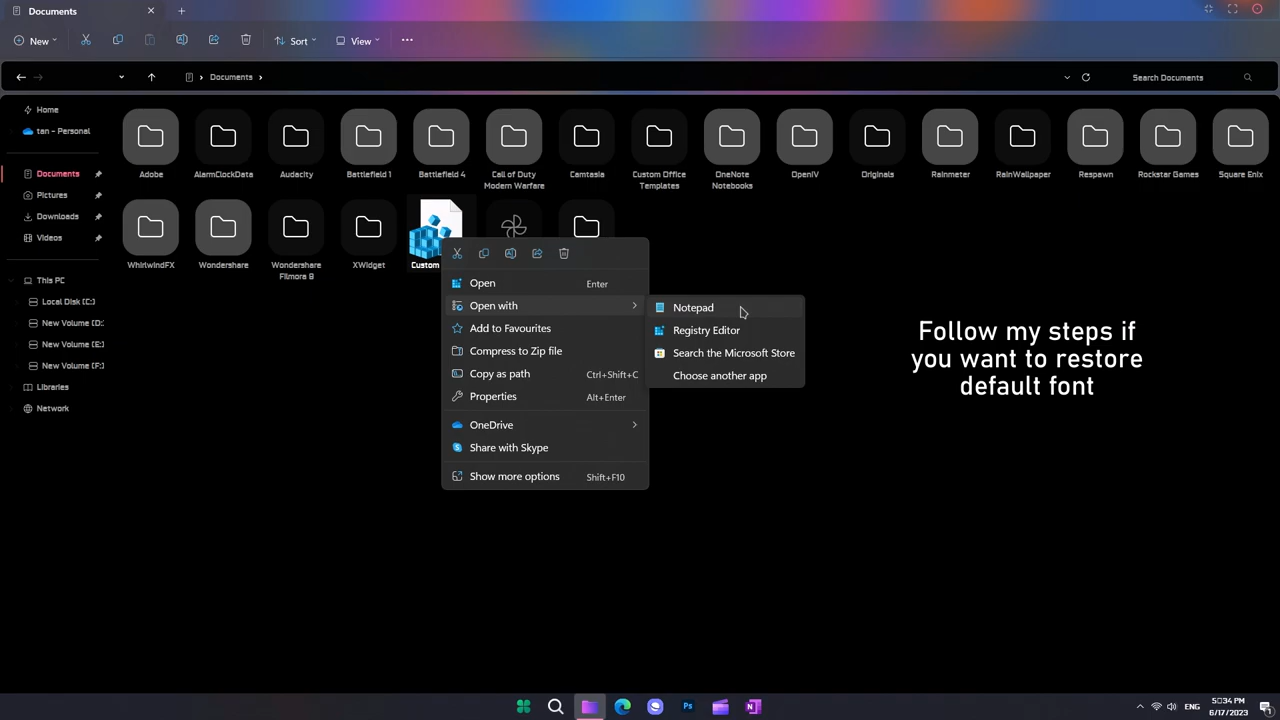 Documents
New
Sort
View
Documents
Search Documents
Home
tan - Personal
Documents
Pictures
Downloads
Videos
This PC
Local Disk (C:)
New Volume (D:
New Volume (E:)
New Volume (F:)
Libraries
Network
Adobe
AlarmClockData
Audacity
Battlefield 1
Battlefield 4
Call of Duty
Modern Warfare
Camtasia
Custom Office
Templates
OneNote
Notebooks
OpenIV
Originals
Rainmeter
RainWallpaper
Respawn
Rockstar Games
Square Enix
WhirlwindFX
Wondershare
Wondershare
Filmora 9
XWidget
Custom
Open Enter
Open with
Add to Favourites
Compress to Zip file
Copy as path Ctrl+Shift+C
Properties Alt+Enter
OneDrive
Share with Skype
Show more options Shift+F10
Notepad
Registry Editor
Search the Microsoft Store
Choose another app
Follow my steps if
you want to restore
default font
Ps
N
ENG
5:34 PM
6/17/2023